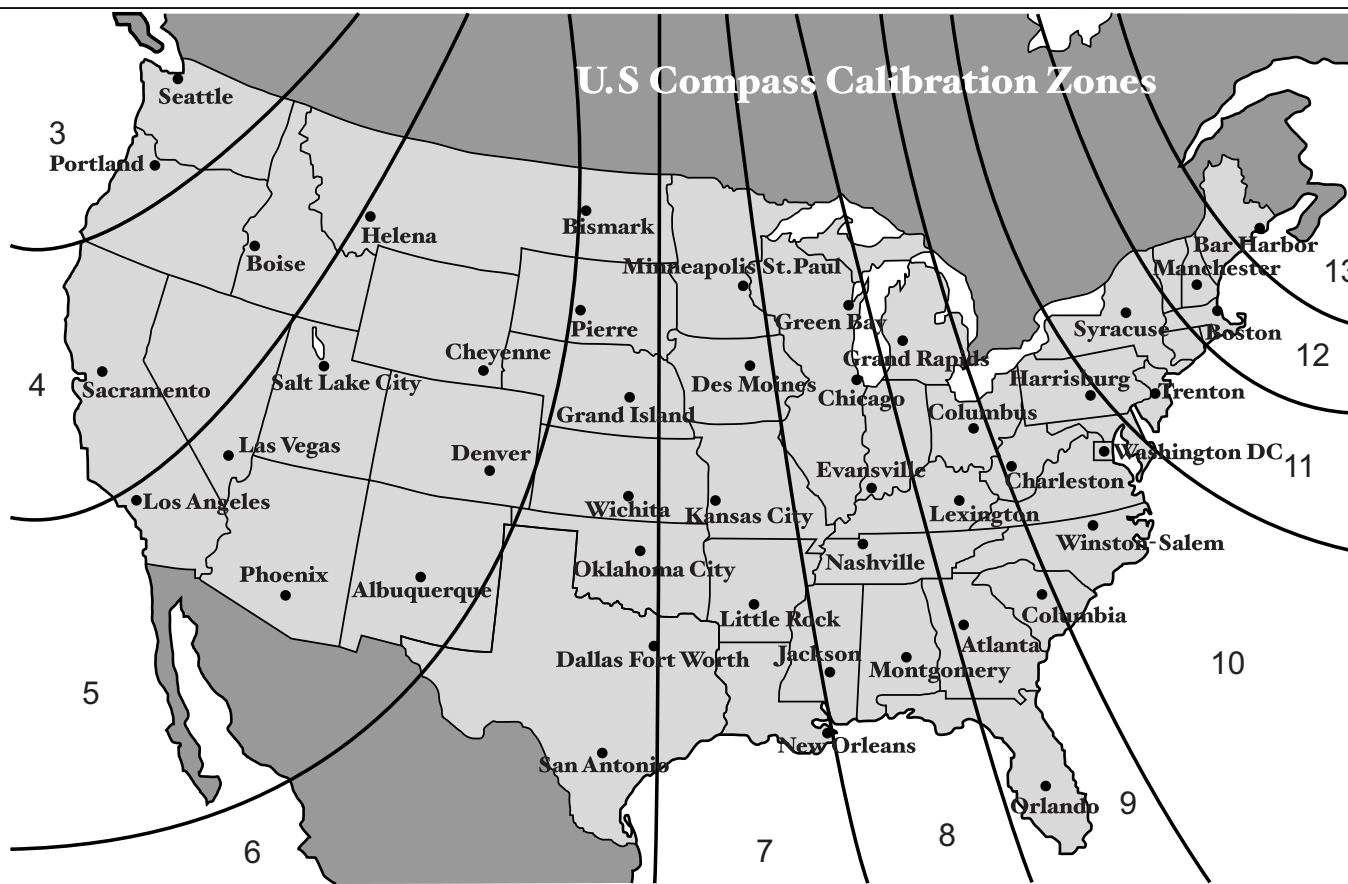 U.S Compass Calibration Zones
Seattle
3
Portland
Helena
Bismark
Boise
Bar Harbor
Minneapolis St.Paul
Manchester
13
Green Bay
Pierre
Syracuse
Boston
Cheyenne
Grand Rapids
12
4
Salt Lake City
Des Moines
Harrisburg
Sacramento
Chicago
Trenton
Grand Island
Columbus
Las Vegas
Denver
Washington DC
11
Evansville
Charleston
Los Angeles
Wichita
Kansas City
Lexington
Winston-Salem
Nashville
Oklahoma City
Phoenix
Albuquerque
Little Rock
Columbia
Atlanta
Dallas Fort Worth
Jackson
Montgomery
10
5
New Orleans
San Antonio
Orlando
9
8
6
7